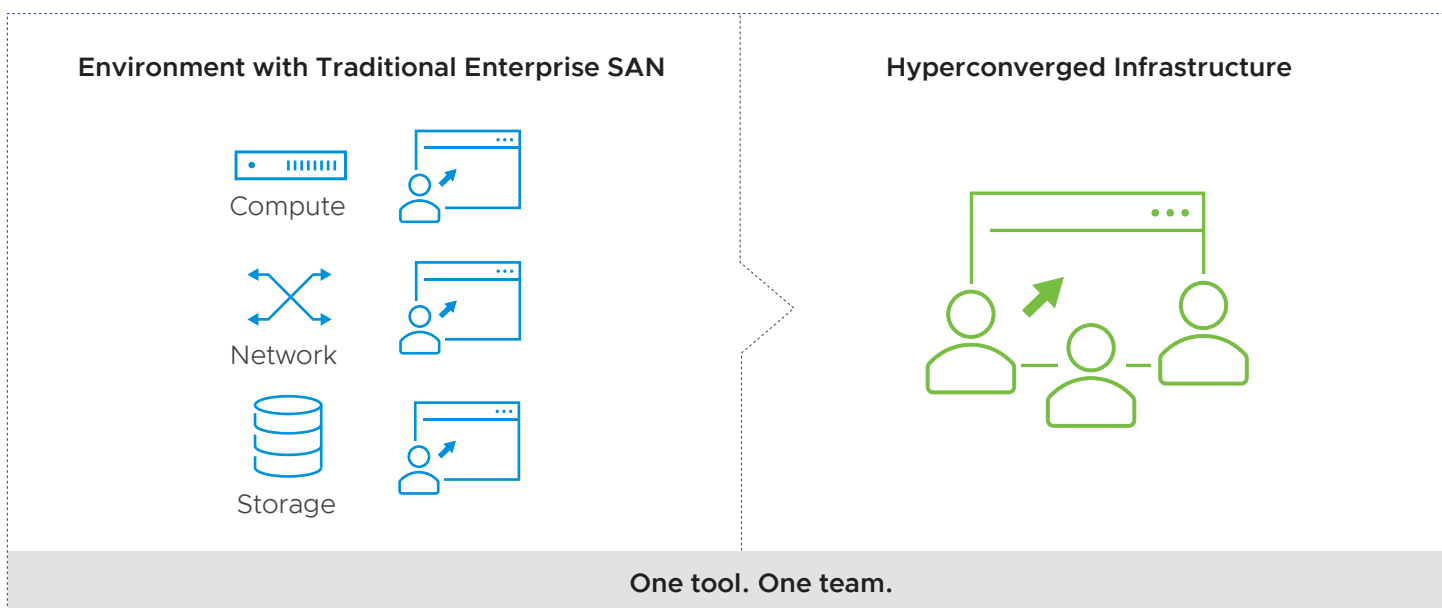 Environment with Traditional Enterprise SAN
Compute
Network
Storage
Hyperconverged Infrastructure
One tool. One team.